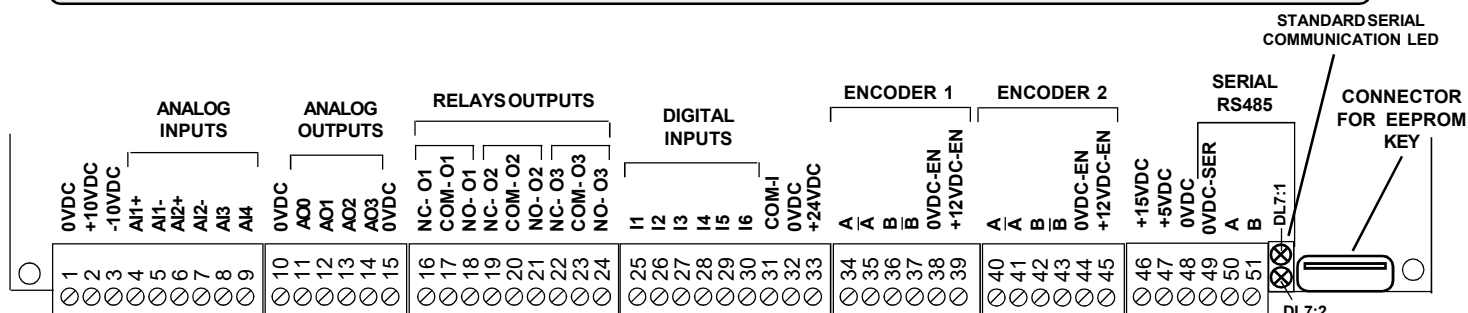 STANDARD SERIAL
COMMUNICATION LED
ANALOG
INPUTS
ANALOG
OUTPUTS
RELAYS OUTPUTS
DIGITAL
INPUTS
ENCODER 1
ENCODER 2
SERIAL
RS485
CONNECTOR
FOR EEPROM
KEY
0VDC
+10VDC
-10VDC
AI1+
AI1-
AI2+
AI2-
AI3
AI4
0VDC
AO0
AO1
AO2
AO3
0VDC
NC- O1
COM- O1
NO- O1
NC- O2
COM- O2
NO- O2
NC- O3
COM- O3
NO- O3
I1
I2
I3
I4
I5
I6
COM-I
0VDC
+24VDC
A
A̅
B
B̅
0VDC-EN
+12VDC-EN
A
A̅
B
B̅
0VDC-EN
+12VDC-EN
+15VDC
+5VDC
0VDC
0VDC-SER
A
B
DL7:1
1 2 3 4 5 6 7 8 9
10 11 12 13 14 15
16 17 18 19 20 21 22 23 24
25 26 27 28 29 30 31 32 33
34 35 36 37 38 39
40 41 42 43 44 45
46 47 48 49 50 51
DL7:2